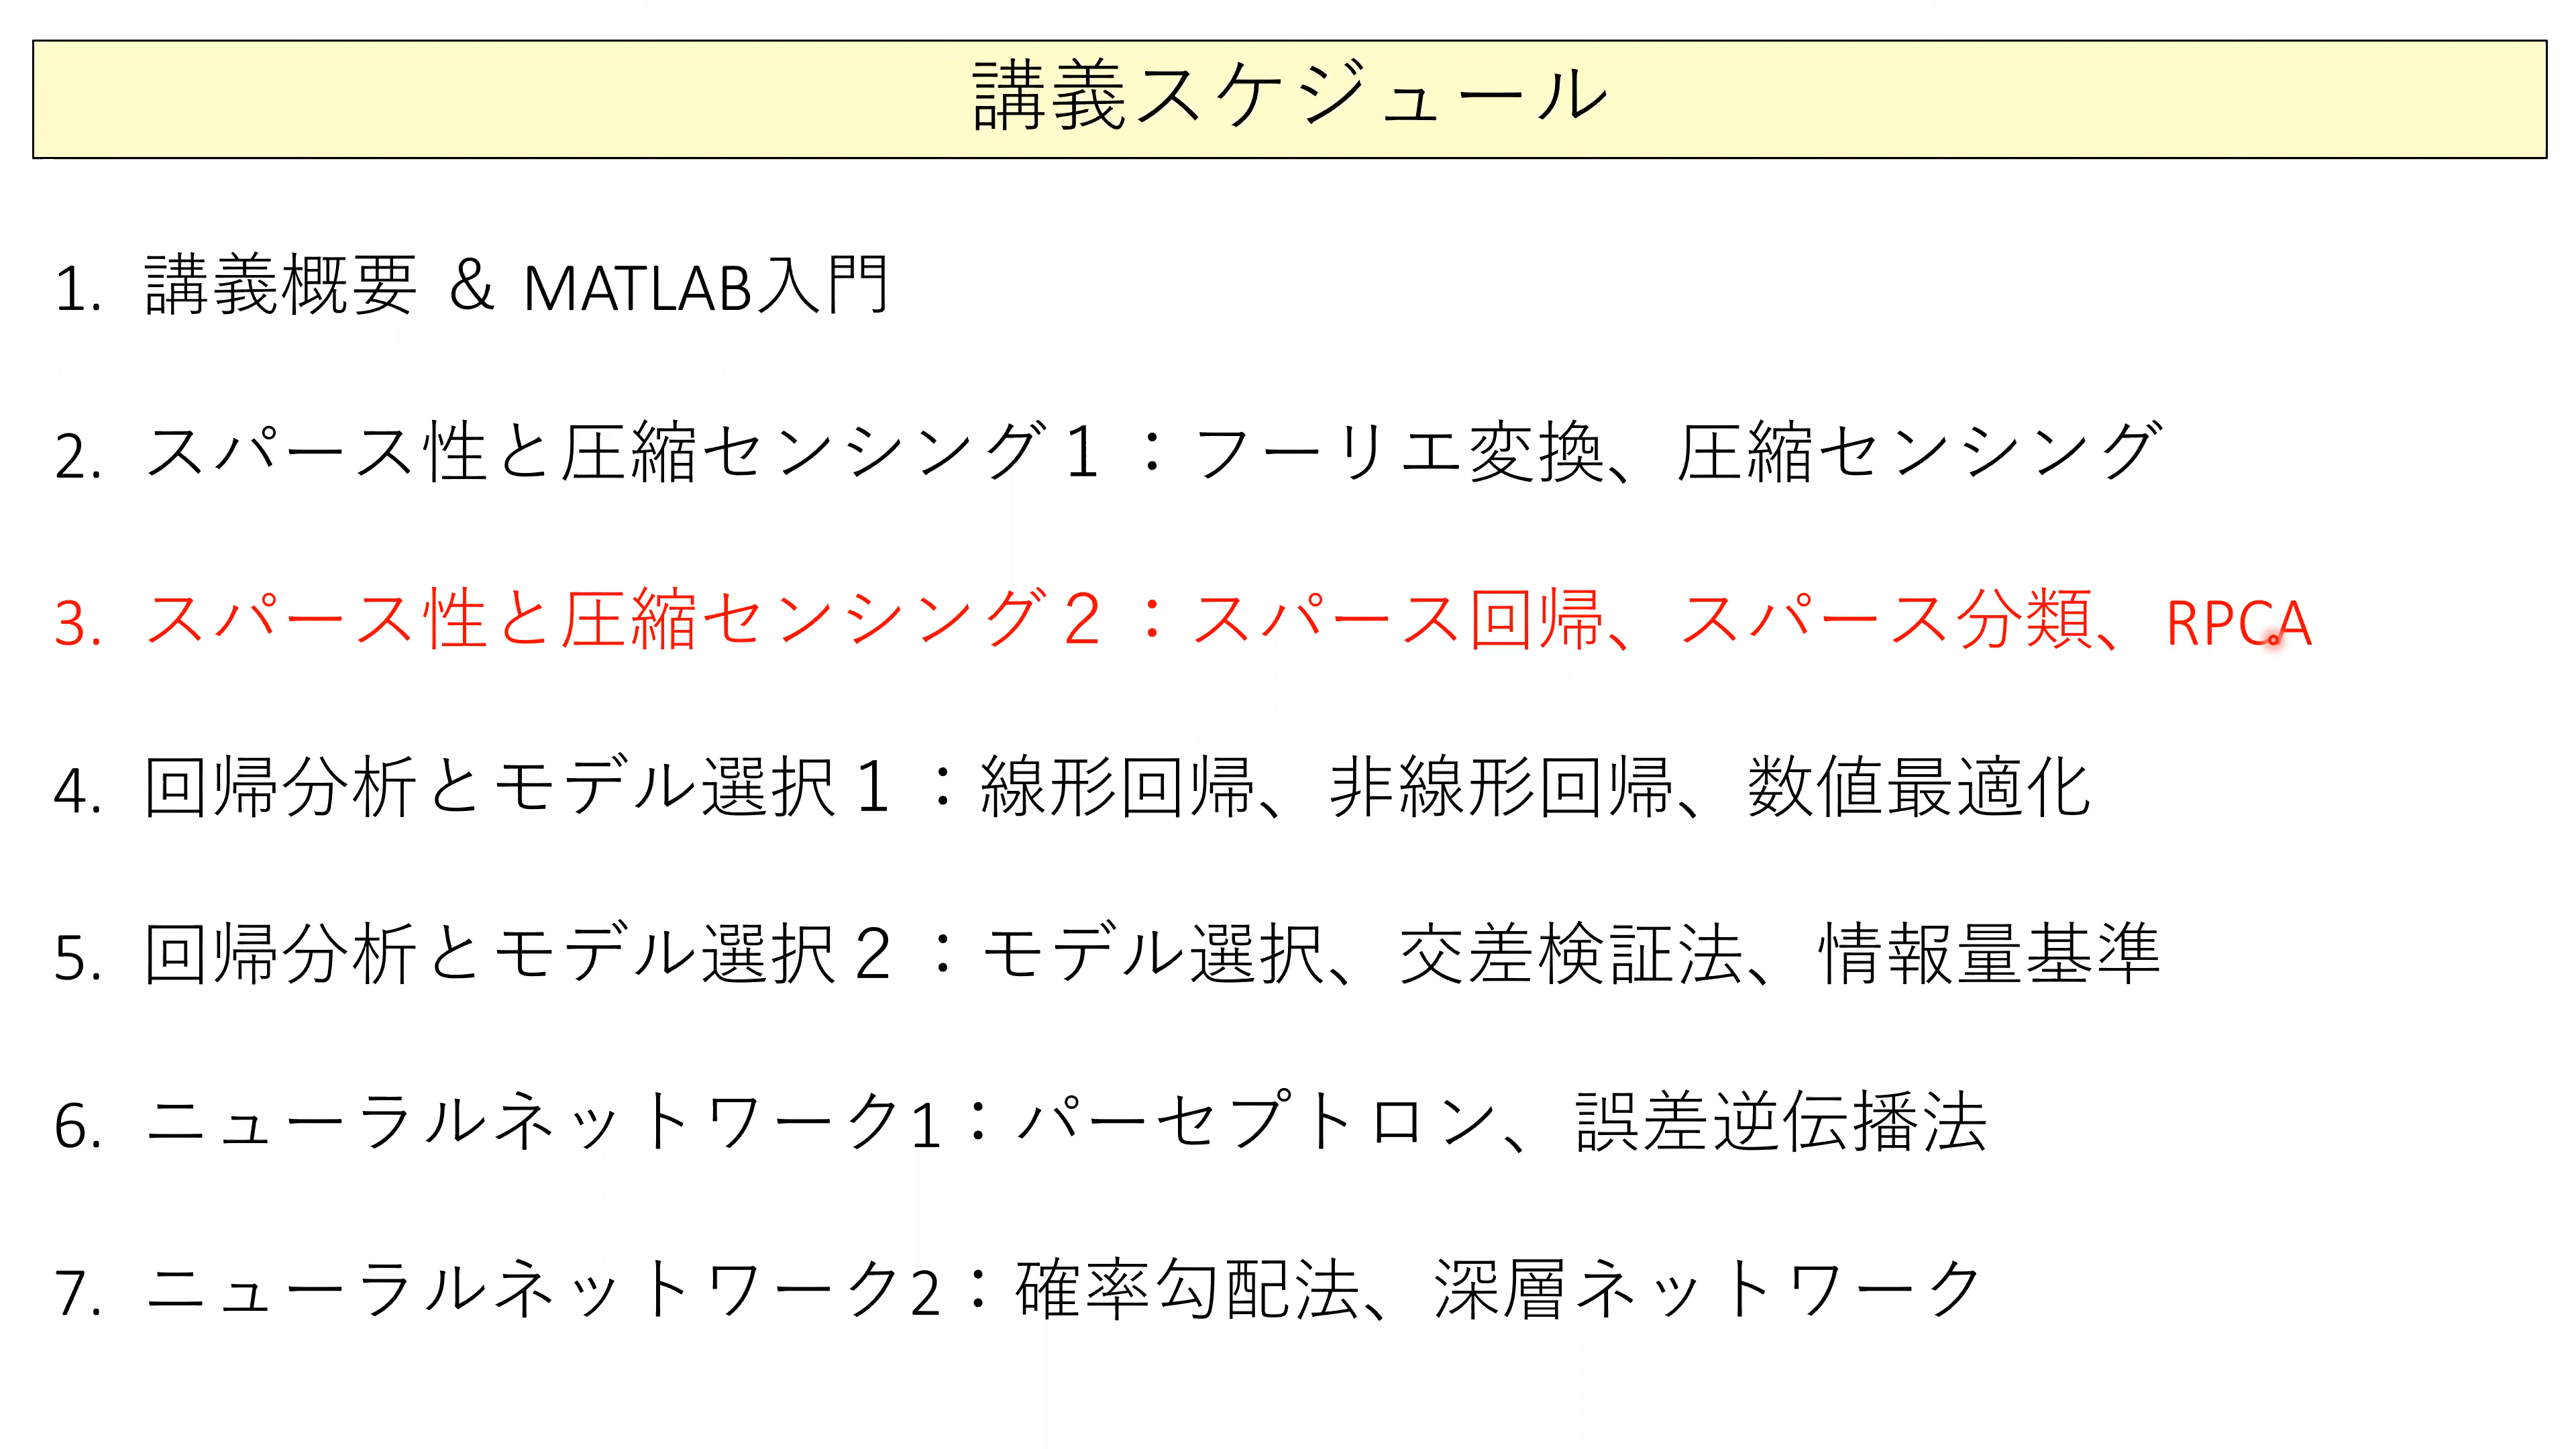 講義スケジュール
1. 講義概要 & MATLAB入門
2. スパース性と圧縮センシング１：フーリエ変換、圧縮センシング
3. スパース性と圧縮センシング２：スパース回帰、スパース分類、RPCA
4. 回帰分析とモデル選択１：線形回帰、非線形回帰、数値最適化
5. 回帰分析とモデル選択２：モデル選択、交差検証法、情報量基準
6. ニューラルネットワーク1：パーセプトロン、誤差逆伝播法
7. ニューラルネットワーク2：確率勾配法、深層ネットワーク